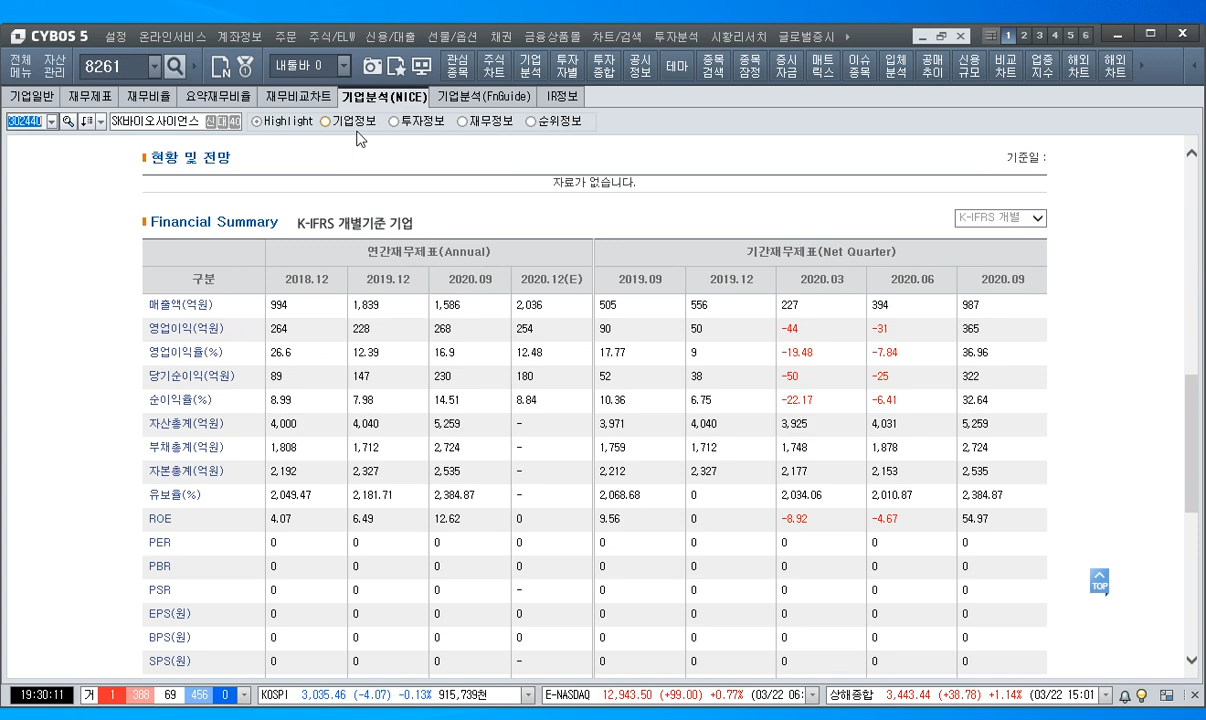 CYBOS 5 설정 온라인서비스 계좌정보 주문 주식/ELW 신용/대출 선물/옵션 채권 금융상품몰 차트/검색 투자분석 시황리서치 글로벌증시 1 2 3 4 5 6
전체메뉴 자산관리 8261 내툴바 0 관심종목 주식차트 기업분석 투자자별 투자종합 공시정보 테마 종목검색 종목잠정 증시자금 매트릭스 이슈종목 입체분석 공매추이 신용규모 비교차트 업종지수 해외차트 해외차트
기업일반 재무제표 재무비율 요약재무비율 재무비교차트 기업분석(NICE) 기업분석(FnGuide) IR정보
302440 SK바이오사이언스 신 대 40 Highlight 기업정보 투자정보 재무정보 순위정보
현황 및 전망 기준일 :
자료가 없습니다.
Financial Summary K-IFRS 개별기준 기업 K-IFRS 개별
연간재무제표(Annual) 기간재무제표(Net Quarter)
구분 2018.12 2019.12 2020.09 2020.12(E) 2019.09 2019.12 2020.03 2020.06 2020.09
매출액(억원) 994 1,839 1,586 2,036 505 556 227 394 987
영업이익(억원) 264 228 268 254 90 50 -44 -31 365
영업이익률(%) 26.6 12.39 16.9 12.48 17.77 9 -19.48 -7.84 36.96
당기순이익(억원) 89 147 230 180 52 38 -50 -25 322
순이익률(%) 8.99 7.98 14.51 8.84 10.36 6.75 -22.17 -6.41 32.64
자산총계(억원) 4,000 4,040 5,259 - 3,971 4,040 3,925 4,031 5,259
부채총계(억원) 1,808 1,712 2,724 - 1,759 1,712 1,748 1,878 2,724
자본총계(억원) 2,192 2,327 2,535 - 2,212 2,327 2,177 2,153 2,535
유보율(%) 2,049.47 2,181.71 2,384.87 - 2,068.68 0 2,034.06 2,010.87 2,384.87
ROE 4.07 6.49 12.62 0 9.56 0 -8.92 -4.67 54.97
PER 0 0 0 0 0 0 0 0 0
PBR 0 0 0 0 0 0 0 0 0
PSR 0 0 0 - 0 0 0 0 0
EPS(원) 0 0 0 0 0 0 0 0 0
BPS(원) 0 0 0 0 0 0 0 0 0
SPS(원) 0 0 0 - 0 0 0 0 0
TOP
19:30:11 거 1 388 69 456 0 KOSPI 3,035.46 (-4.07) -0.13% 915,739천 E-NASDAQ 12,943.50 (+99.00) +0.77% (03/22 06: 상해종합 3,443.44 (+38.78) +1.14% (03/22 15:01